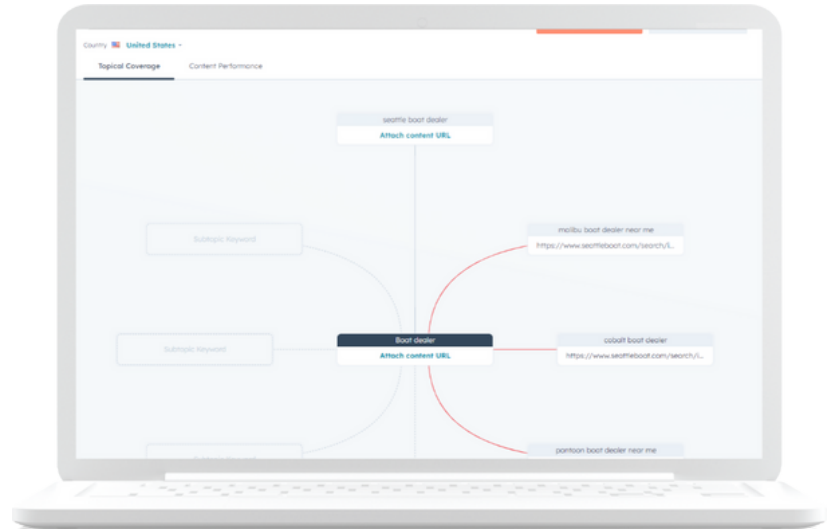 Country United States
Topical Coverage Content Performance
seattle boat dealer
Attach content URL
Subtopic Keyword
malibu boat dealer near me
https://www.seattleboat.com/search/i...
Boat dealer
Attach content URL
Subtopic Keyword
cobalt boat dealer
https://www.seattleboat.com/search/i...
Subtopic Keyword
pontoon boat dealer near me